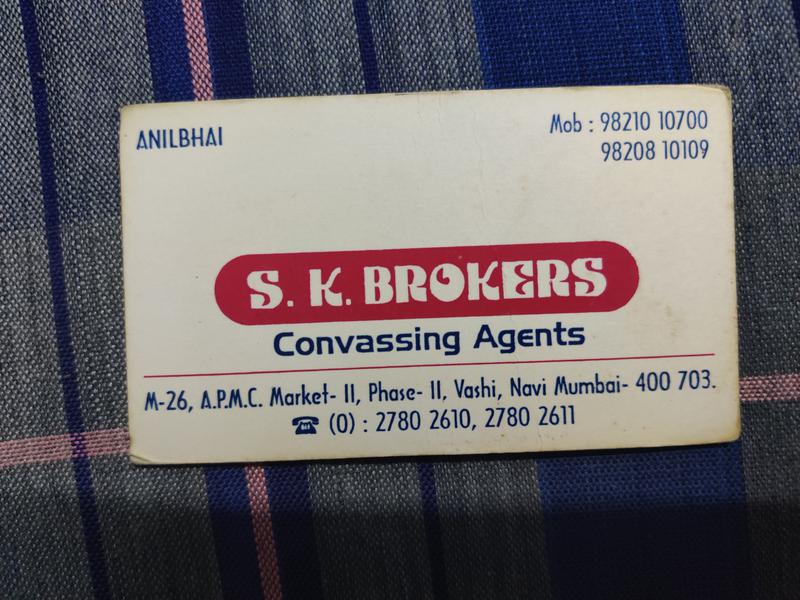 ANILBHAI
Mob : 98210 10700
98208 10109
S. K. BROKERS
Convassing Agents
M-26, A.P.M.C. Market- II, Phase- II, Vashi, Navi Mumbai- 400 703.
☎ (O) : 2780 2610, 2780 2611